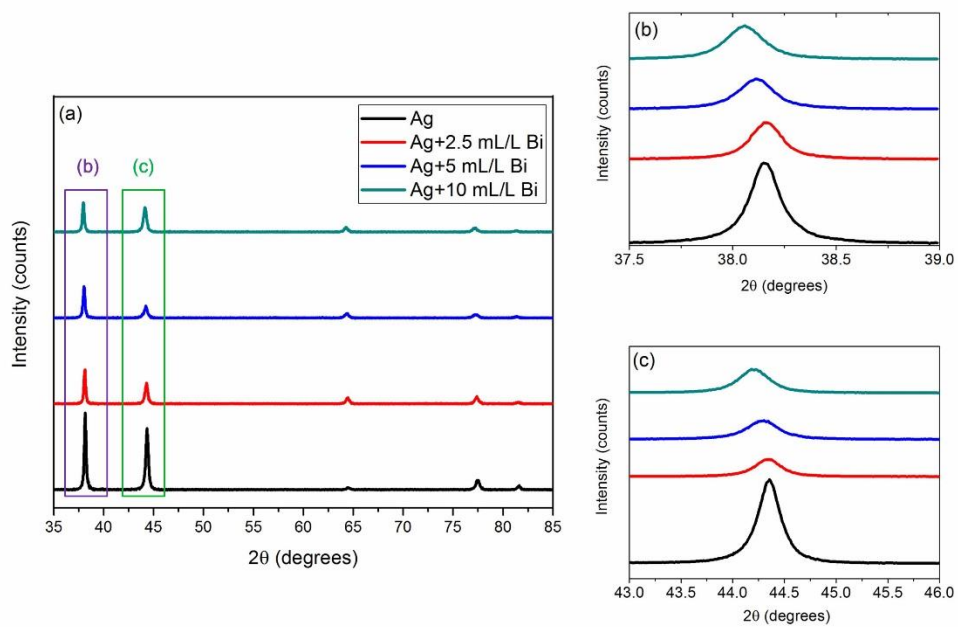 (a)
Ag
Ag+2.5 mL/L Bi
Ag+5 mL/L Bi
Ag+10 mL/L Bi
(b)
(c)
Intensity (counts)
35 40 45 50 55 60 65 70 75 80 85
2θ (degrees)
(b)
Intensity (counts)
37.5 38.0 38.5 39.0
2θ (degrees)
(c)
Intensity (counts)
43.0 43.5 44.0 44.5 45.0 45.5 46.0
2θ (degrees)